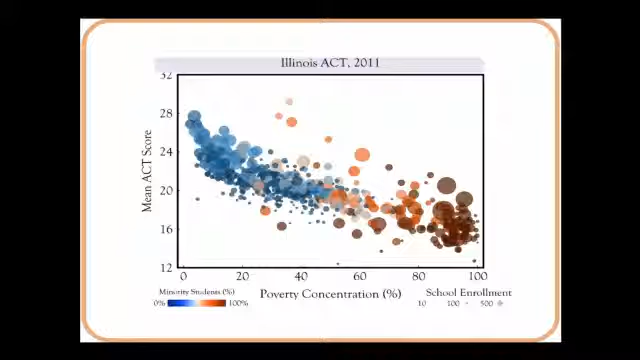 Illinois ACT, 2011
32
28
24
20
16
12
Mean ACT Score
0 20 40 60 80 100
Poverty Concentration (%)
Minority Students (%)
0% 100%
School Enrollment
10 100 500